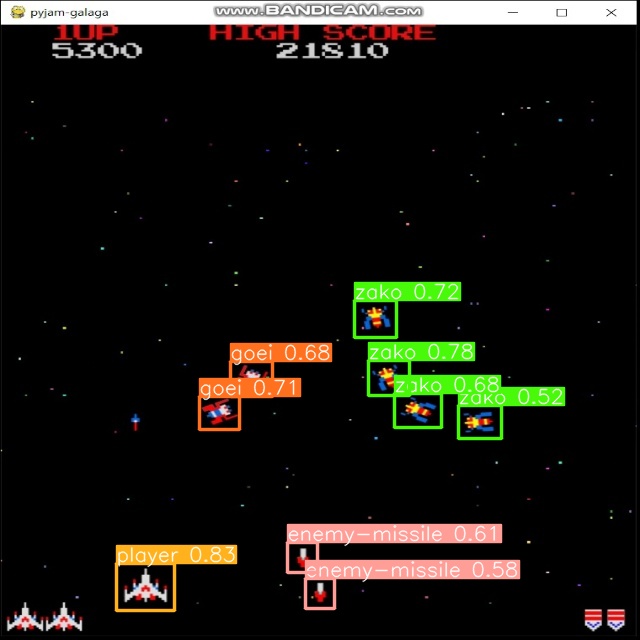 pyjam-galaga
WWW.BANDICAM.COM
1UP HIGH SCORE
5300 21810
zako 0.72
goei 0.68
zako 0.78
goei 0.71
zako 0.68
zako 0.52
enemy-missile 0.61
player 0.83
enemy-missile 0.58